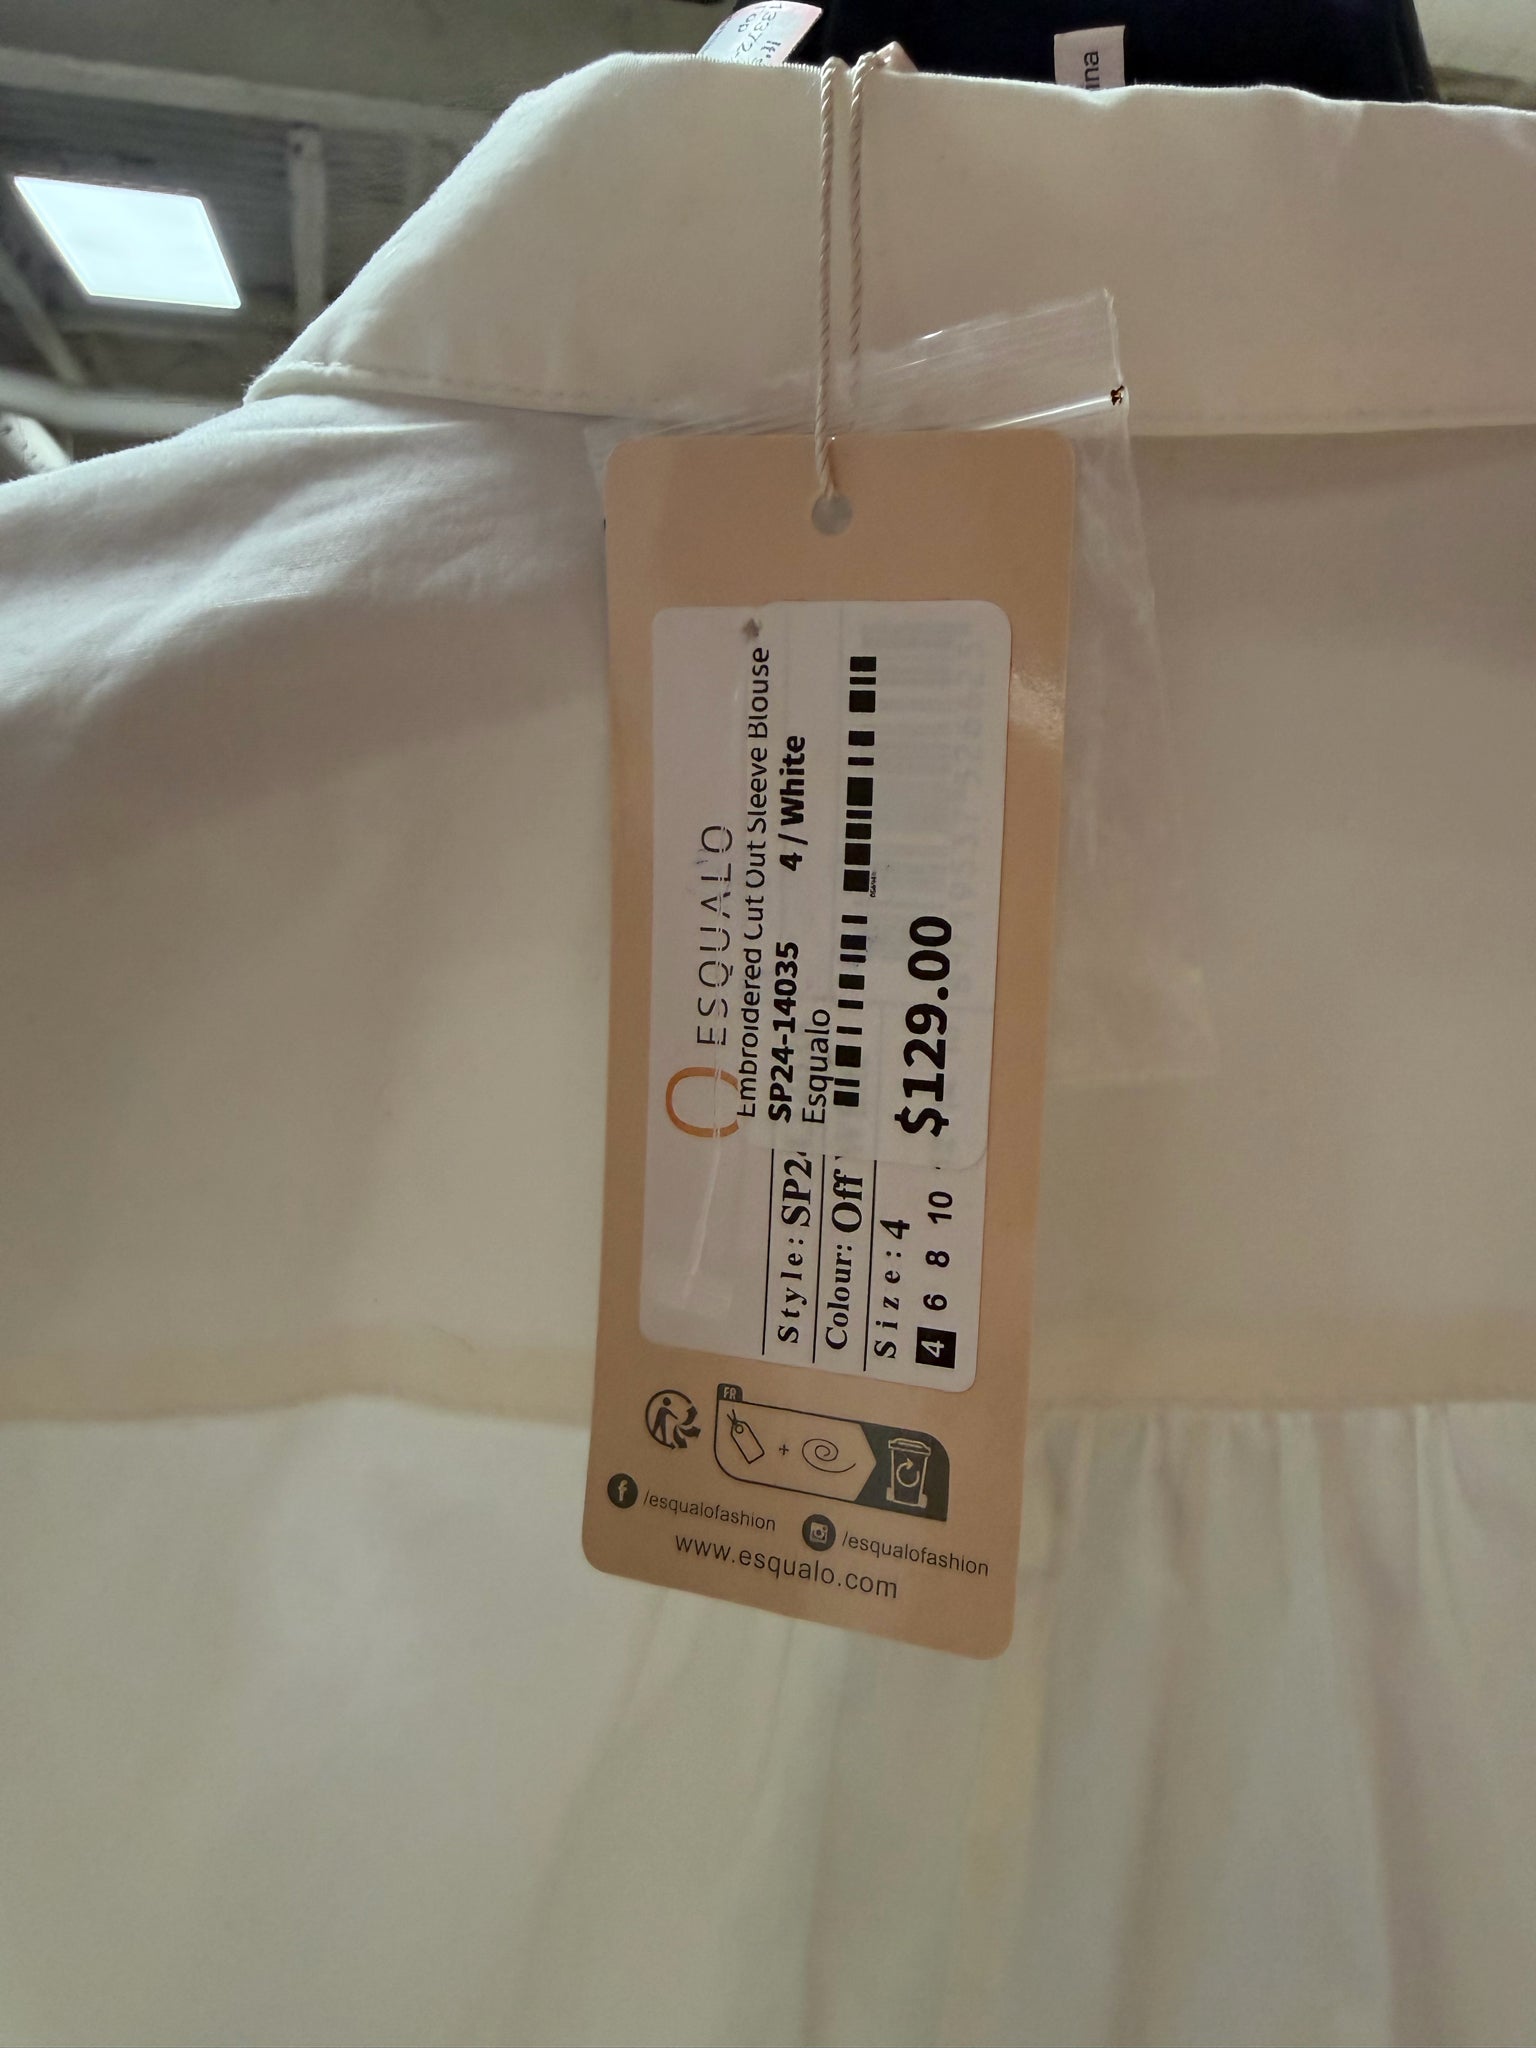 ESQUALO
Embroidered Cut Out Sleeve Blouse
SP24-14035 4 / White
Esqualo
$129.00
Style: SP2
Colour: Off
Size: 4
4 6 8 10
FR
+
/esqualofashion
/esqualofashion
www.esqualo.com